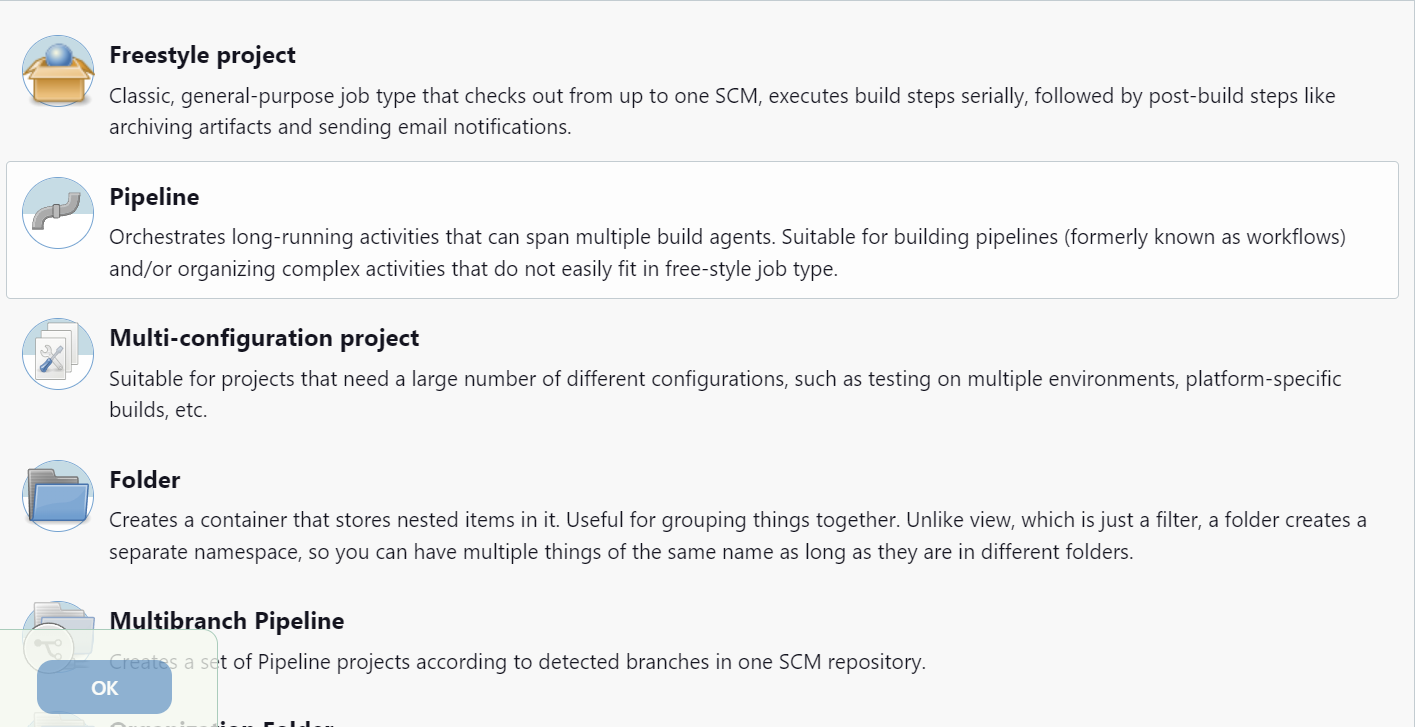 Freestyle project
Classic, general-purpose job type that checks out from up to one SCM, executes build steps serially, followed by post-build steps like
archiving artifacts and sending email notifications.
Pipeline
Orchestrates long-running activities that can span multiple build agents. Suitable for building pipelines (formerly known as workflows)
and/or organizing complex activities that do not easily fit in free-style job type.
Multi-configuration project
Suitable for projects that need a large number of different configurations, such as testing on multiple environments, platform-specific
builds, etc.
Folder
Creates a container that stores nested items in it. Useful for grouping things together. Unlike view, which is just a filter, a folder creates a
separate namespace, so you can have multiple things of the same name as long as they are in different folders.
Multibranch Pipeline
Creates a set of Pipeline projects according to detected branches in one SCM repository.
OK
Organization Folder